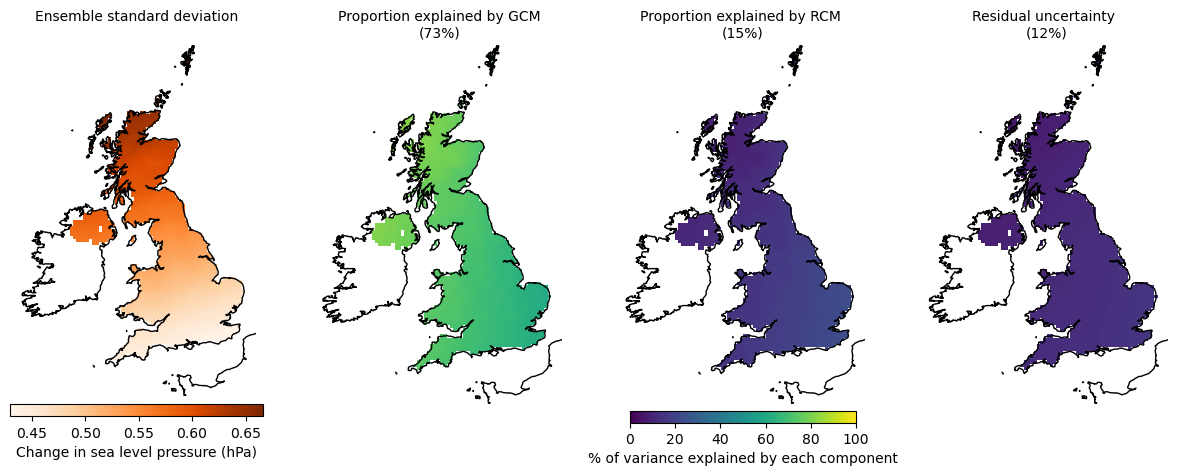 Ensemble standard deviation
Proportion explained by GCM
(73%)
Proportion explained by RCM
(15%)
Residual uncertainty
(12%)
0.45 0.50 0.55 0.60 0.65
Change in sea level pressure (hPa)
0 20 40 60 80 100
% of variance explained by each component